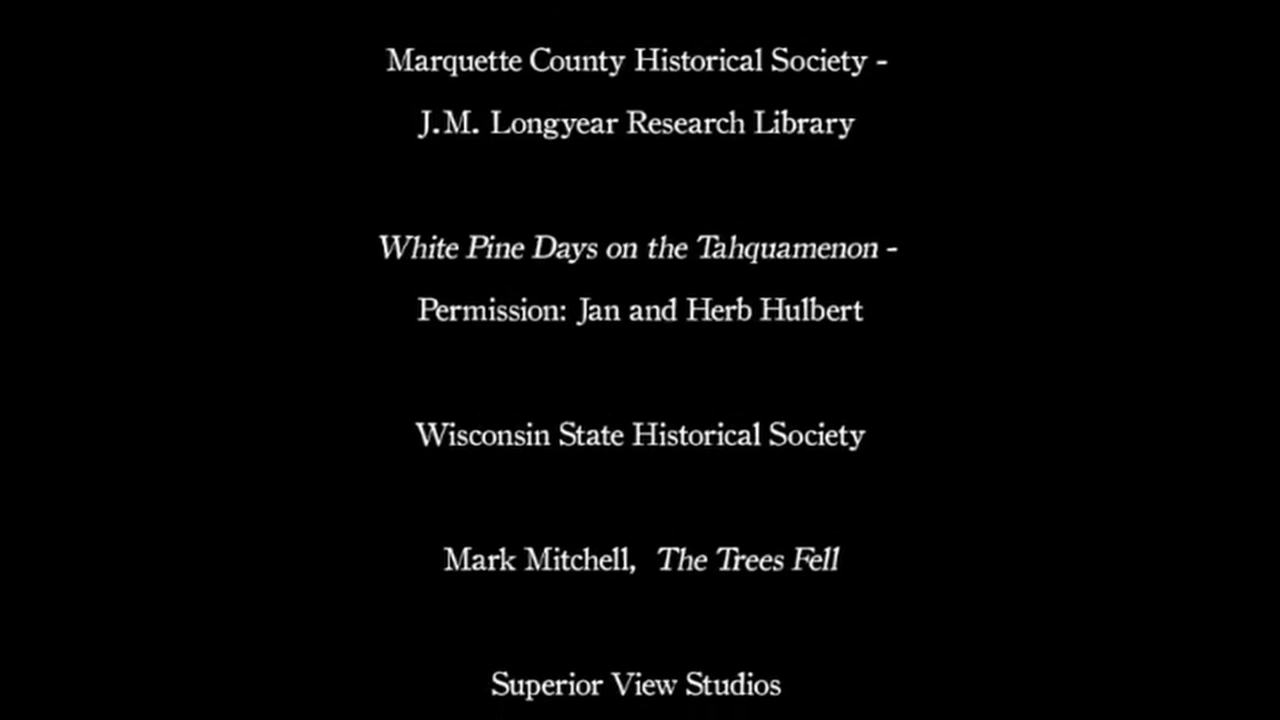 Marquette County Historical Society -
J.M. Longyear Research Library
White Pine Days on the Tahquamenon -
Permission: Jan and Herb Hulbert
Wisconsin State Historical Society
Mark Mitchell, The Trees Fell
Superior View Studios